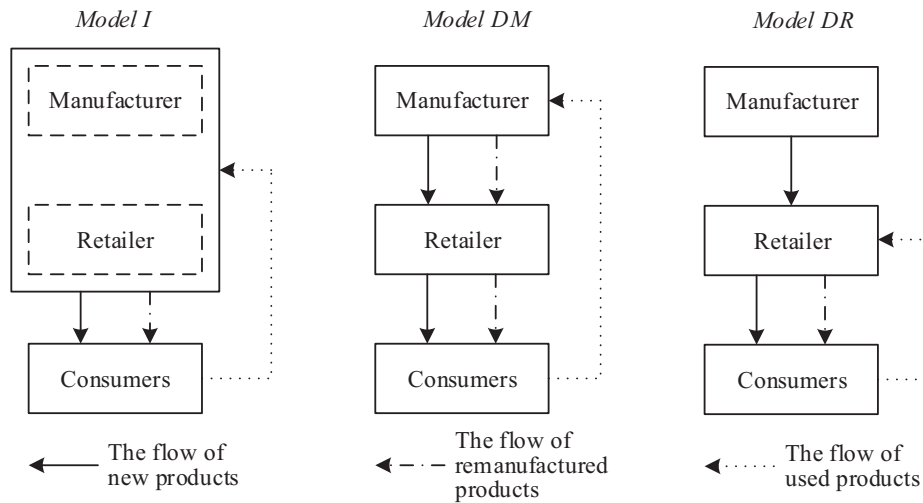 Model I
Manufacturer
Retailer
Consumers
Model DM
Manufacturer
Retailer
Consumers
Model DR
Manufacturer
Retailer
Consumers
The flow of
new products
The flow of
remanufactured
products
The flow of
used products